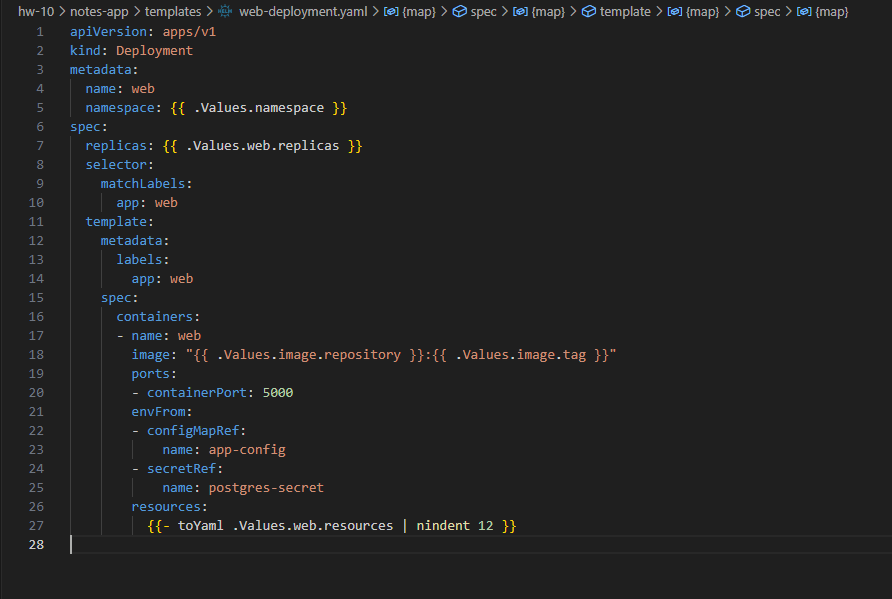 hw-10 > notes-app > templates > web-deployment.yaml > {map} > spec > {map} > template > {map} > spec > {map}
1 apiVersion: apps/v1
2 kind: Deployment
3 metadata:
4   name: web
5   namespace: {{ .Values.namespace }}
6 spec:
7   replicas: {{ .Values.web.replicas }}
8   selector:
9     matchLabels:
10       app: web
11   template:
12     metadata:
13       labels:
14         app: web
15     spec:
16       containers:
17       - name: web
18         image: "{{ .Values.image.repository }}:{{ .Values.image.tag }}"
19         ports:
20         - containerPort: 5000
21         envFrom:
22         - configMapRef:
23             name: app-config
24         - secretRef:
25             name: postgres-secret
26         resources:
27           {{- toYaml .Values.web.resources | nindent 12 }}
28